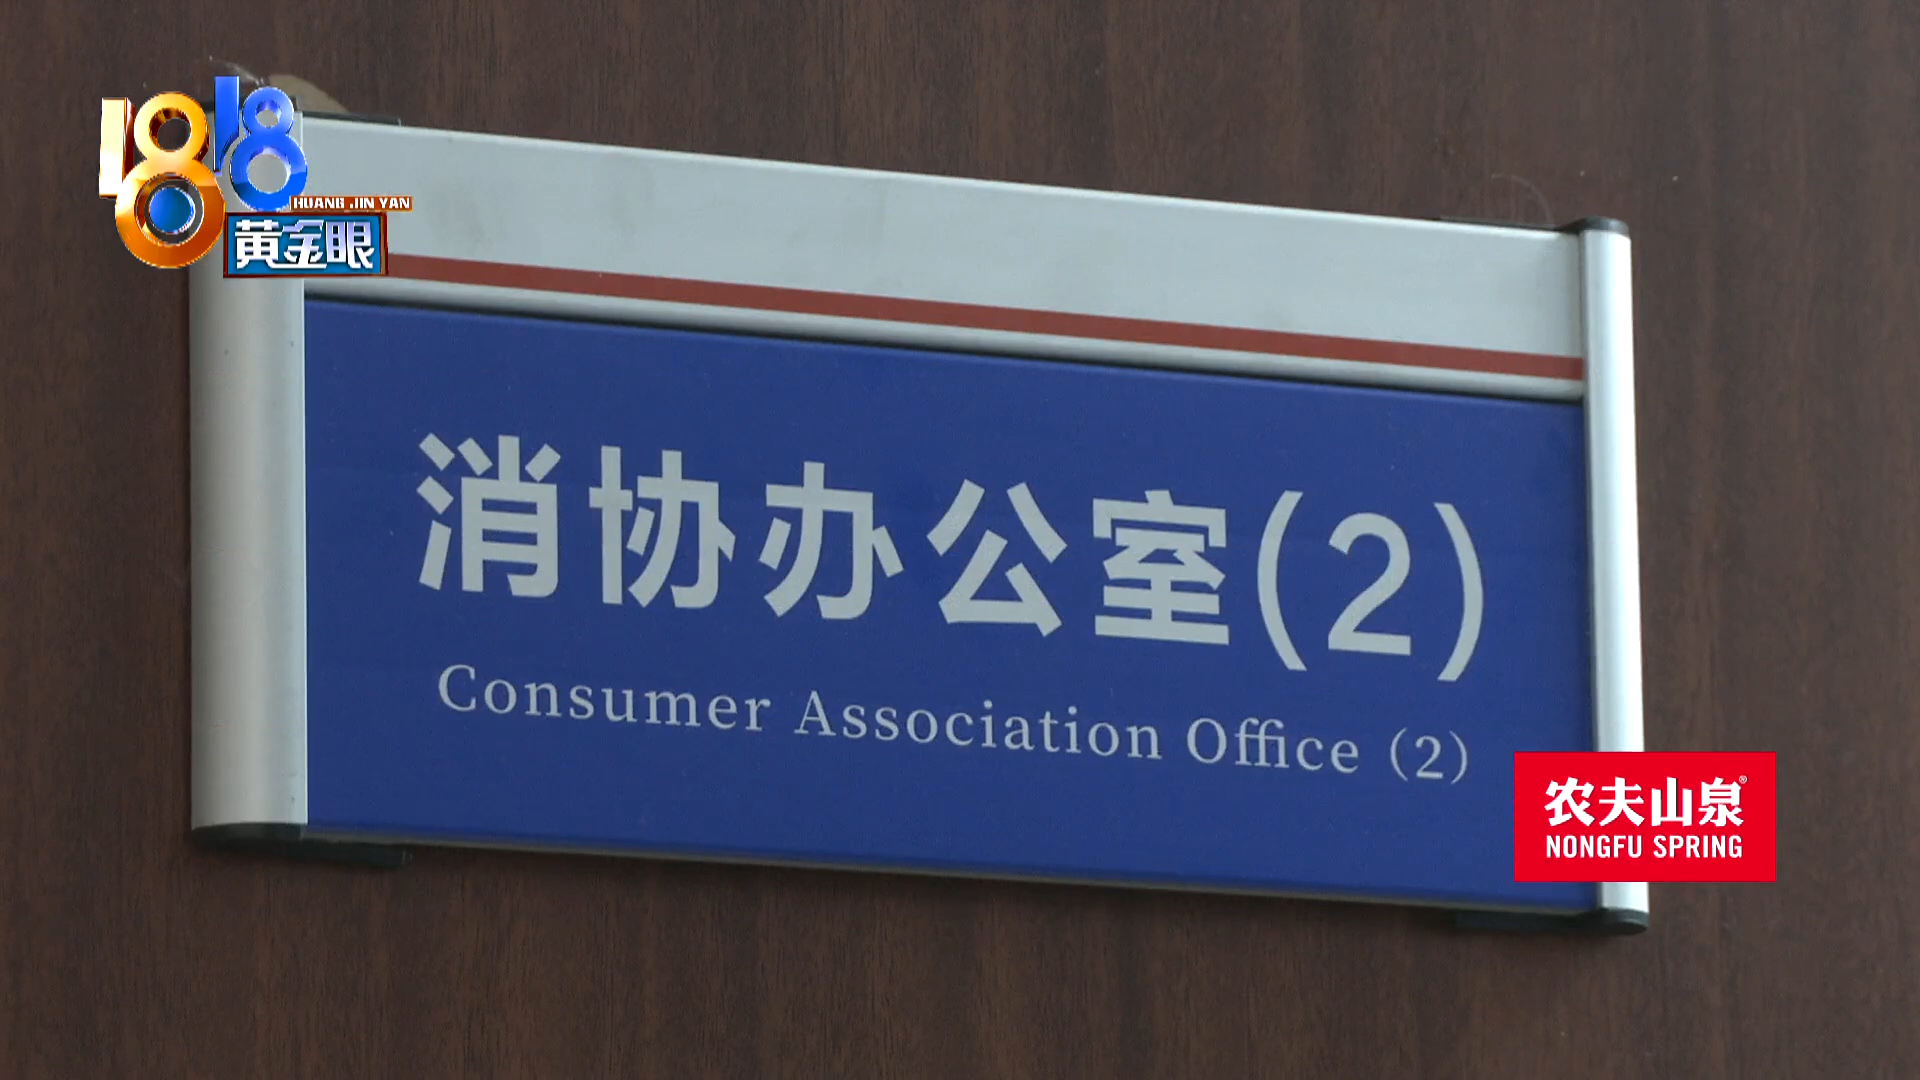 1818
HUANG JIN YAN
黄金眼
消协办公室(2)
Consumer Association Office (2)
农夫山泉®
NONGFU SPRING